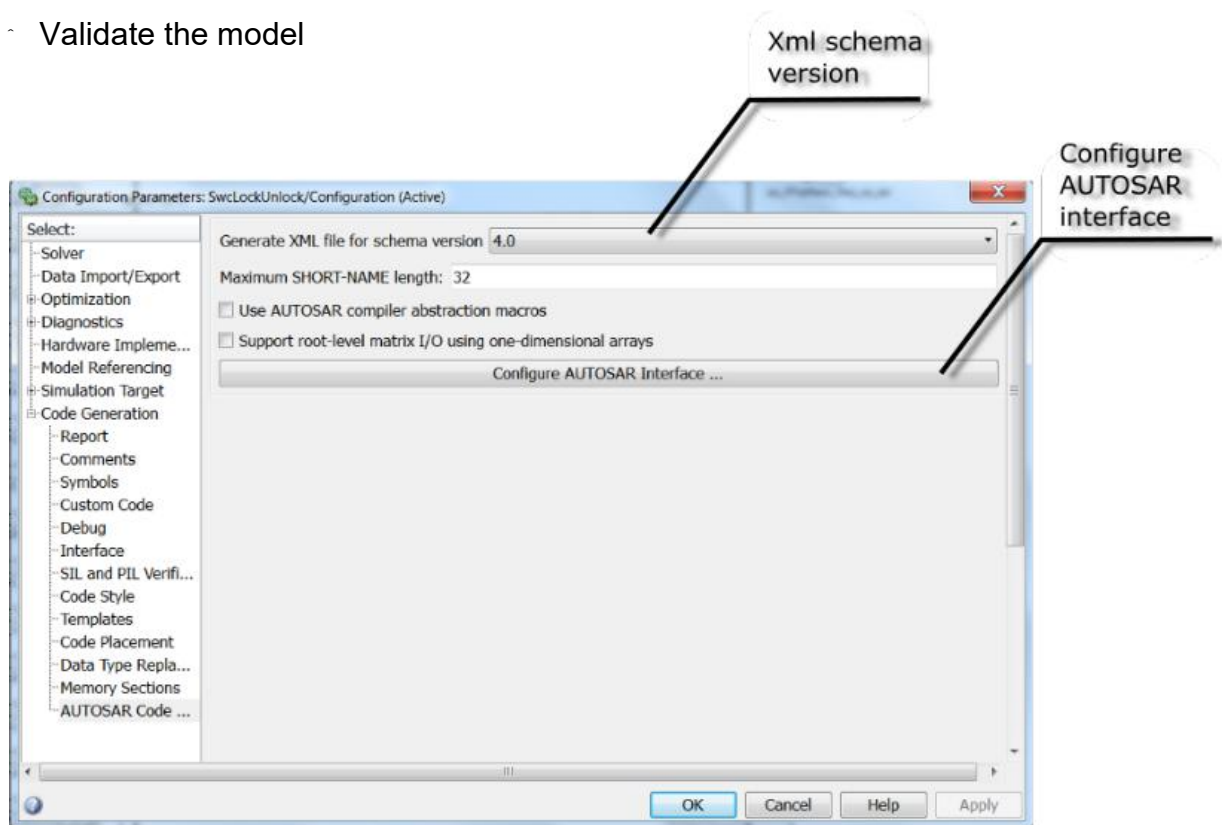 Validate the model
Xml schema
version
Configure
AUTOSAR
interface
Configuration Parameters: SwcLockUnlock/Configuration (Active)
Select:
Solver
Data Import/Export
Optimization
Diagnostics
Hardware Impleme...
Model Referencing
Simulation Target
Code Generation
Report
Comments
Symbols
Custom Code
Debug
Interface
SIL and PIL Verifi...
Code Style
Templates
Code Placement
Data Type Repla...
Memory Sections
AUTOSAR Code ...
Generate XML file for schema version 4.0
Maximum SHORT-NAME length: 32
Use AUTOSAR compiler abstraction macros
Support root-level matrix I/O using one-dimensional arrays
Configure AUTOSAR Interface ...
OK Cancel Help Apply